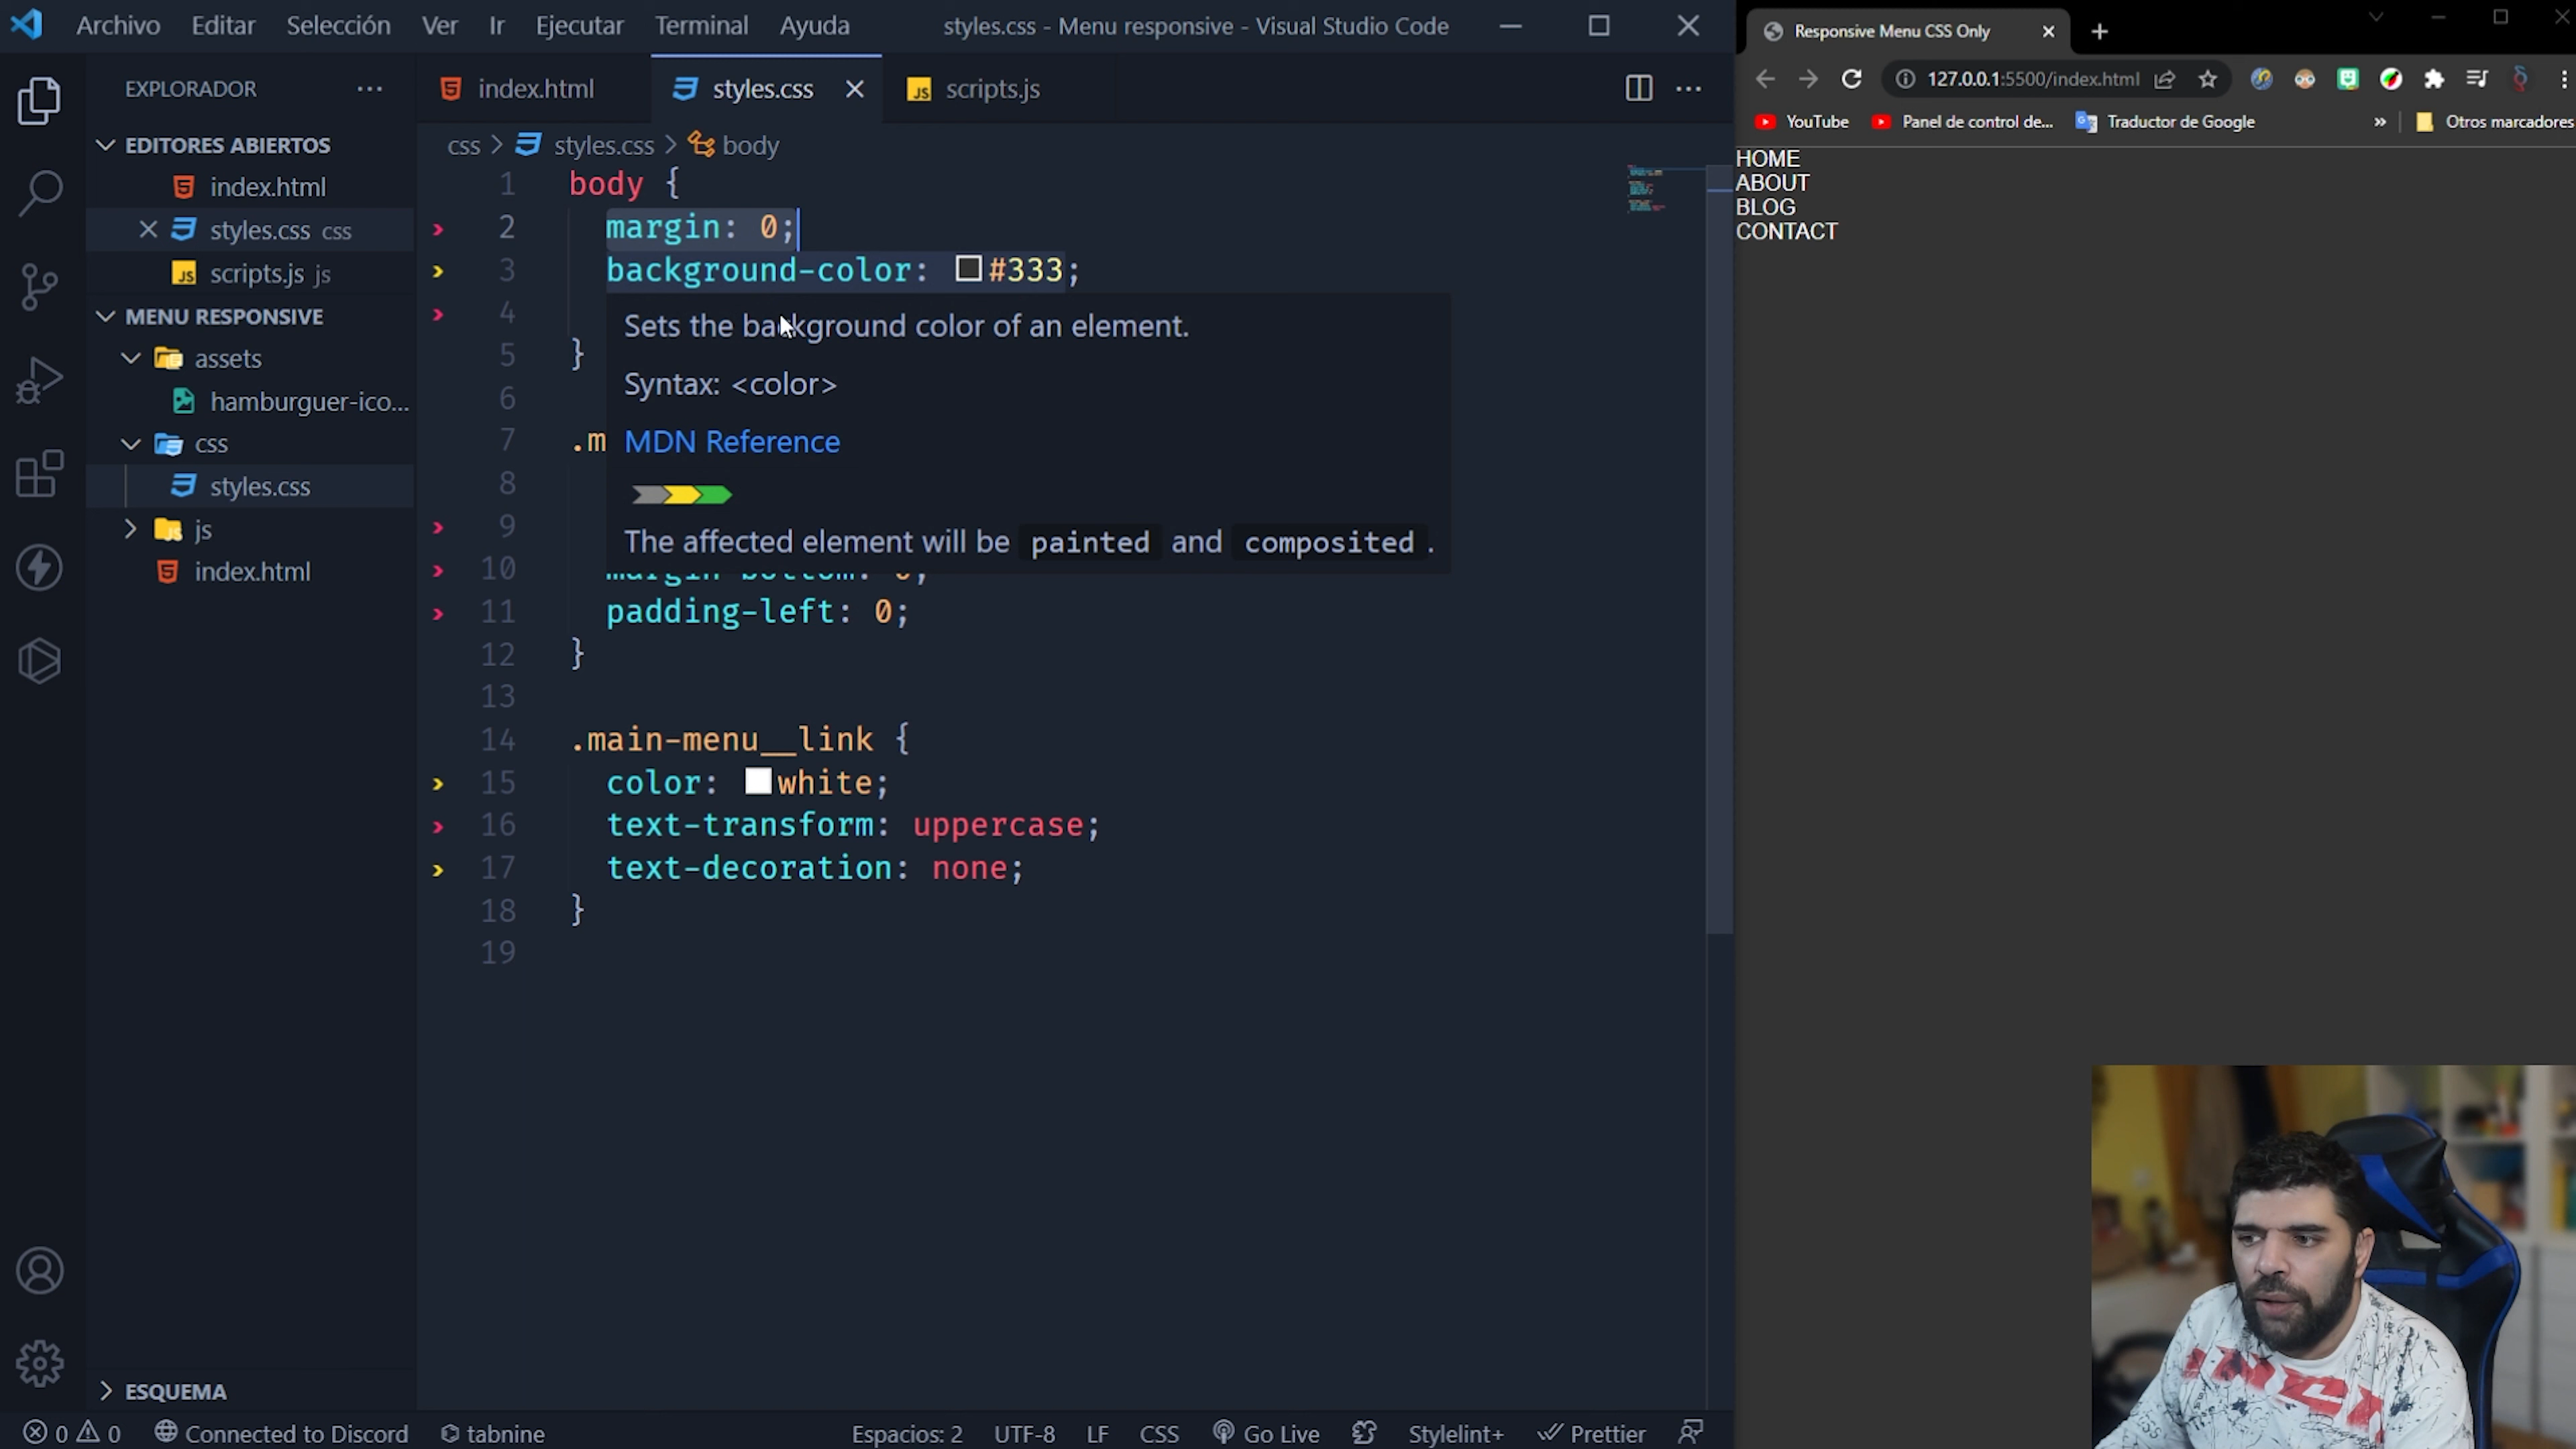 Archivo Editar Selección Ver Ir Ejecutar Terminal Ayuda
styles.css - Menu responsive - Visual Studio Code
EXPLORADOR
EDITORES ABIERTOS
index.html
styles.css css
scripts.js js
MENU RESPONSIVE
assets
hamburguer-ico...
css
styles.css
js
index.html
ESQUEMA
index.html
styles.css
scripts.js
css > styles.css > body
1 body {
2 margin: 0;
3 background-color: #333;
4
5 }
6
7 .m
8
9
10
11 padding-left: 0;
12 }
13
14 .main-menu__link {
15 color: white;
16 text-transform: uppercase;
17 text-decoration: none;
18 }
19
Sets the background color of an element.
Syntax: <color>
MDN Reference
The affected element will be painted and composited.
0 0 Connected to Discord tabnine
Espacios: 2 UTF-8 LF CSS Go Live Stylelint+ Prettier
Responsive Menu CSS Only
127.0.0.1:5500/index.html
YouTube Panel de control de... Traductor de Google » Otros marcadores
HOME
ABOUT
BLOG
CONTACT